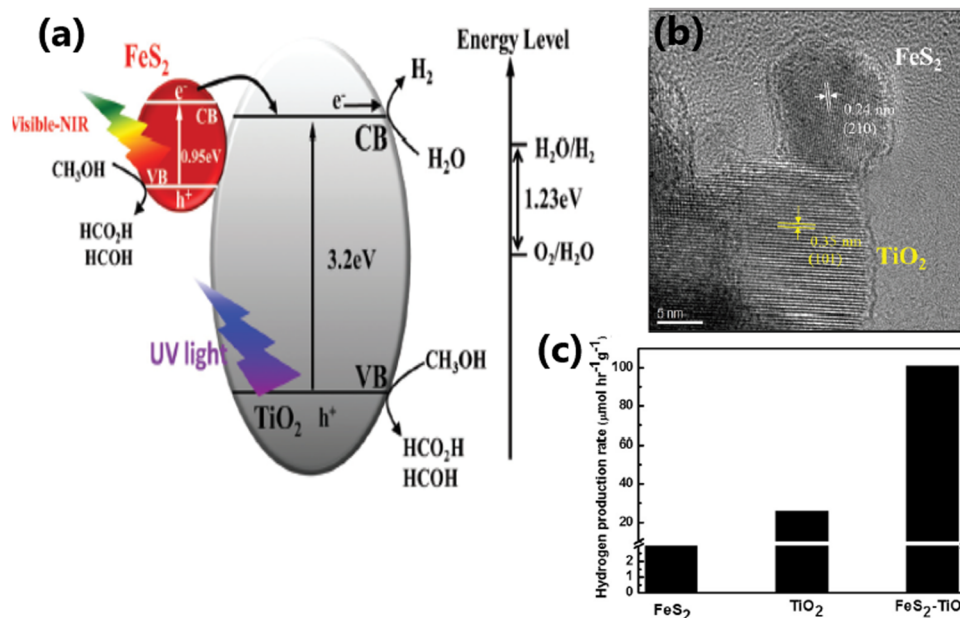 (a)
FeS₂
e⁻
CB
Visible-NIR
0.95eV
CH₃OH
VB
h⁺
HCO₂H
HCOH
H₂
e⁻
CB
H₂O
3.2eV
UV light
VB
CH₃OH
TiO₂ h⁺
HCO₂H
HCOH
Energy Level
H₂O/H₂
1.23eV
O₂/H₂O
(b)
FeS₂
0.24 nm
(210)
0.35 nm
(101)
TiO₂
5 nm
(c)
Hydrogen production rate (μmol hr⁻¹g⁻¹)
100
80
60
40
20
2
1
0
FeS₂
TiO₂
FeS₂-TiO